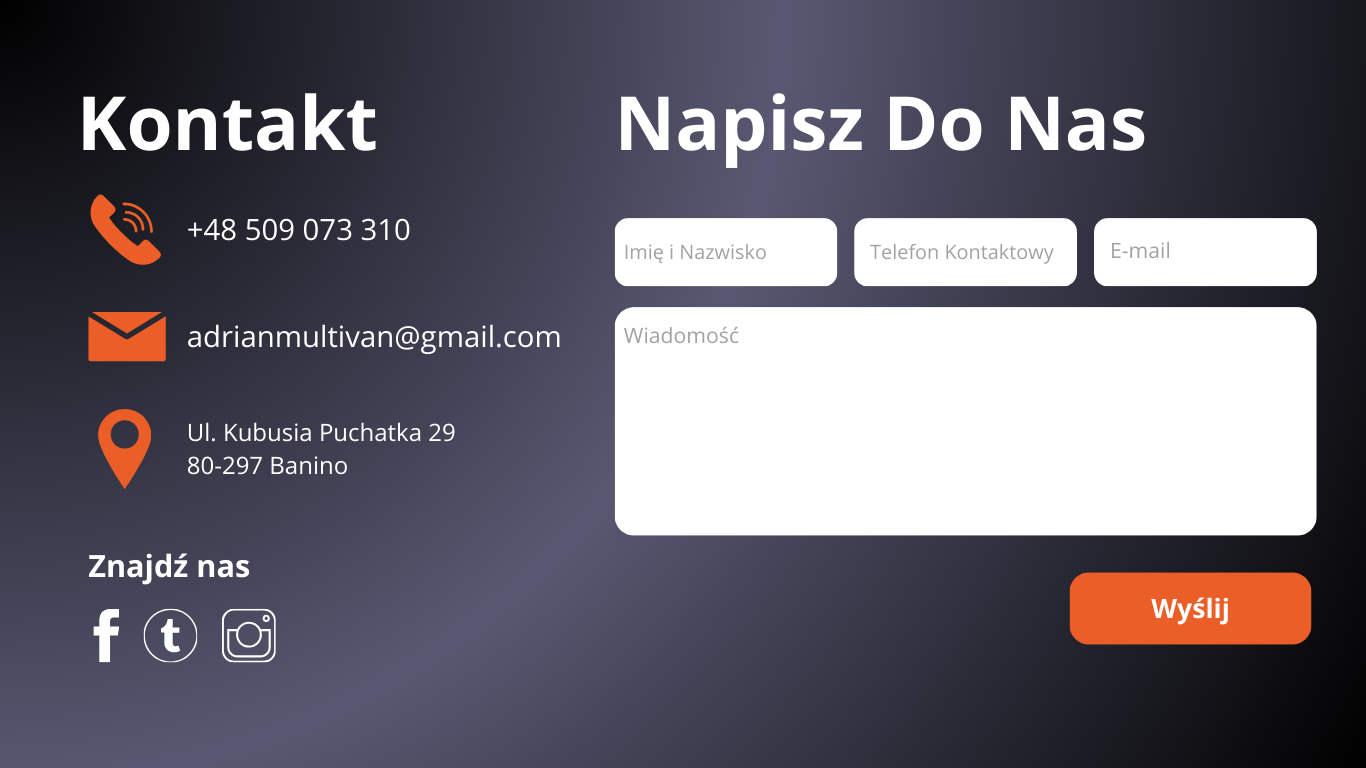 Kontakt
+48 509 073 310
adrianmultivan@gmail.com
Ul. Kubusia Puchatka 29
80-297 Banino
Znajdź nas
Napisz Do Nas
Imię i Nazwisko
Telefon Kontaktowy
E-mail
Wiadomość
Wyślij